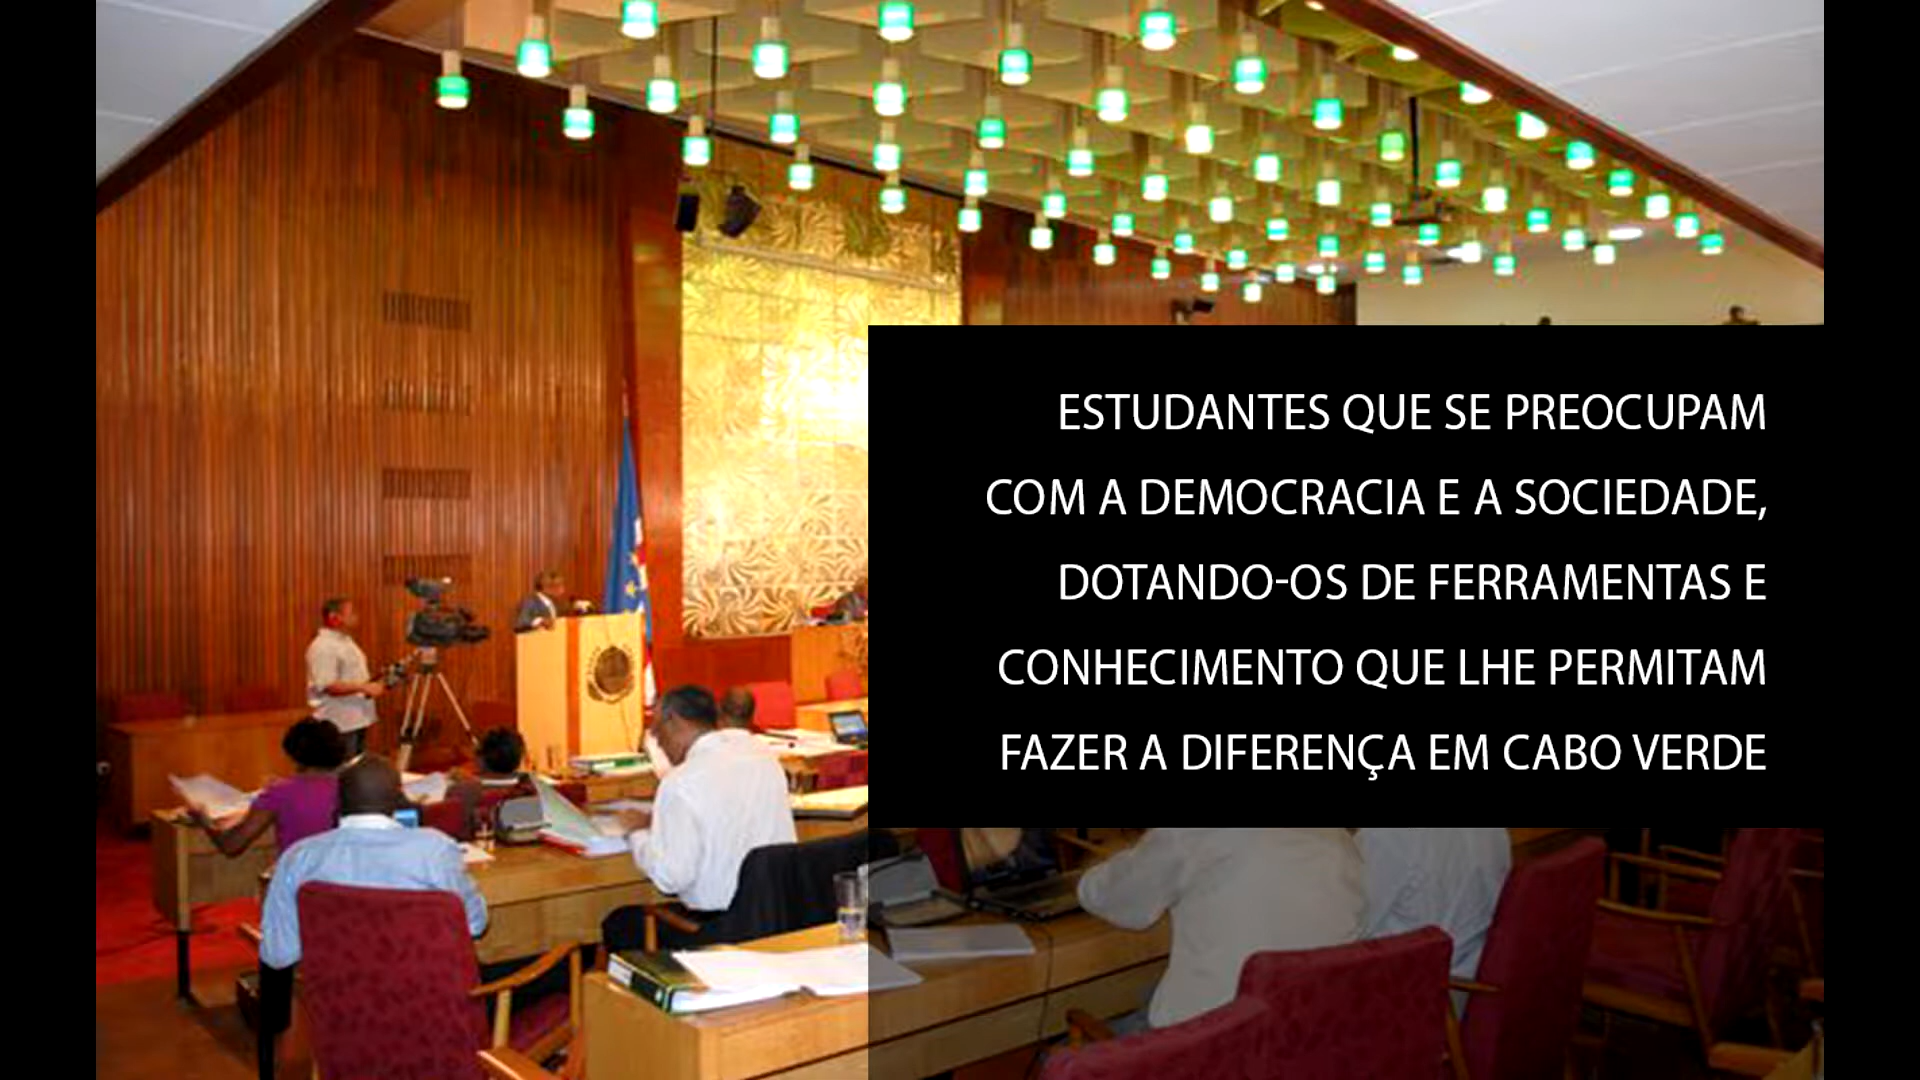 ESTUDANTES QUE SE PREOCUPAM
COM A DEMOCRACIA E A SOCIEDADE,
DOTANDO-OS DE FERRAMENTAS E
CONHECIMENTO QUE LHE PERMITAM
FAZER A DIFERENÇA EM CABO VERDE